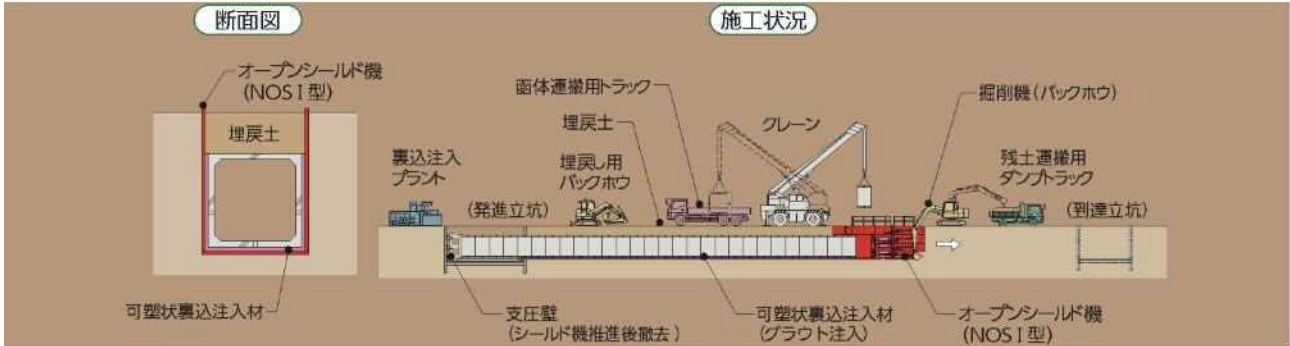 断面図
施工状況
オープンシールド機
(NOSⅠ型)
埋戻土
可塑状裏込注入材
函体運搬用トラック
掘削機(バックホウ)
埋戻土
クレーン
裏込注入
プラント
埋戻し用
バックホウ
残土運搬用
ダンプトラック
(発進立坑)
(到達立坑)
支圧壁
(シールド機推進後撤去)
可塑状裏込注入材
(グラウト注入)
オープンシールド機
(NOSⅠ型)